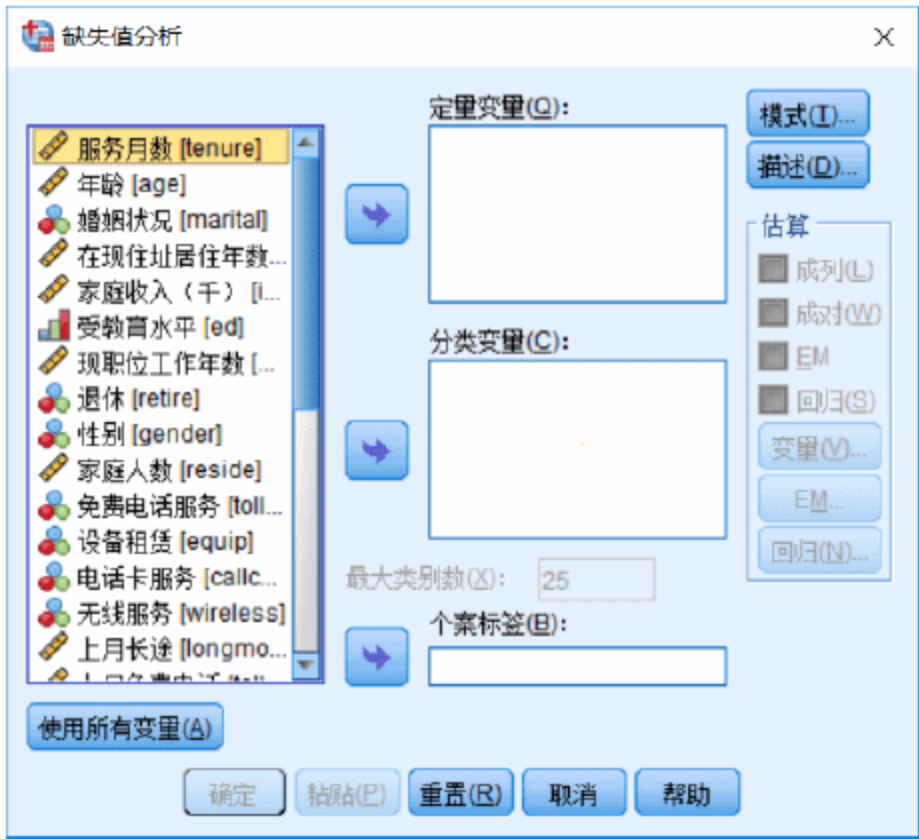 缺失值分析
定量变量(Q):
模式(T)...
描述(D)...
服务月数 [tenure]
年龄 [age]
婚姻状况 [marital]
在现住址居住年数...
家庭收入（千） [i...
受教育水平 [ed]
现职位工作年数 [...
退休 [retire]
性别 [gender]
家庭人数 [reside]
免费电话服务 [toll...
设备租赁 [equip]
电话卡服务 [callc...
无线服务 [wireless]
上月长途 [longmo...
分类变量(C):
估算
成列(L)
成对(W)
EM
回归(S)
变量(V)...
EM...
回归(N)...
最大类别数(X): 25
个案标签(B):
使用所有变量(A)
确定 粘贴(P) 重置(R) 取消 帮助